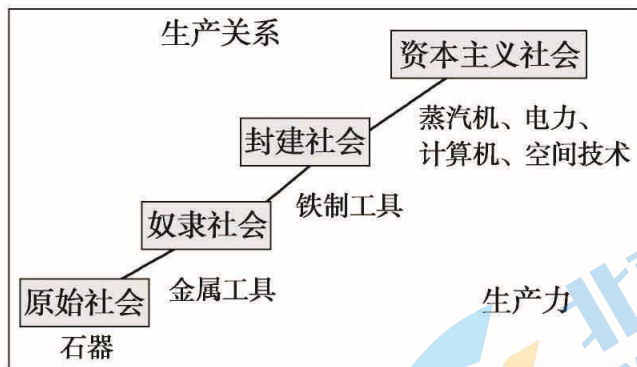 生产关系
资本主义社会
蒸汽机、电力、
计算机、空间技术
封建社会
铁制工具
奴隶社会
金属工具
原始社会
石器
生产力
北